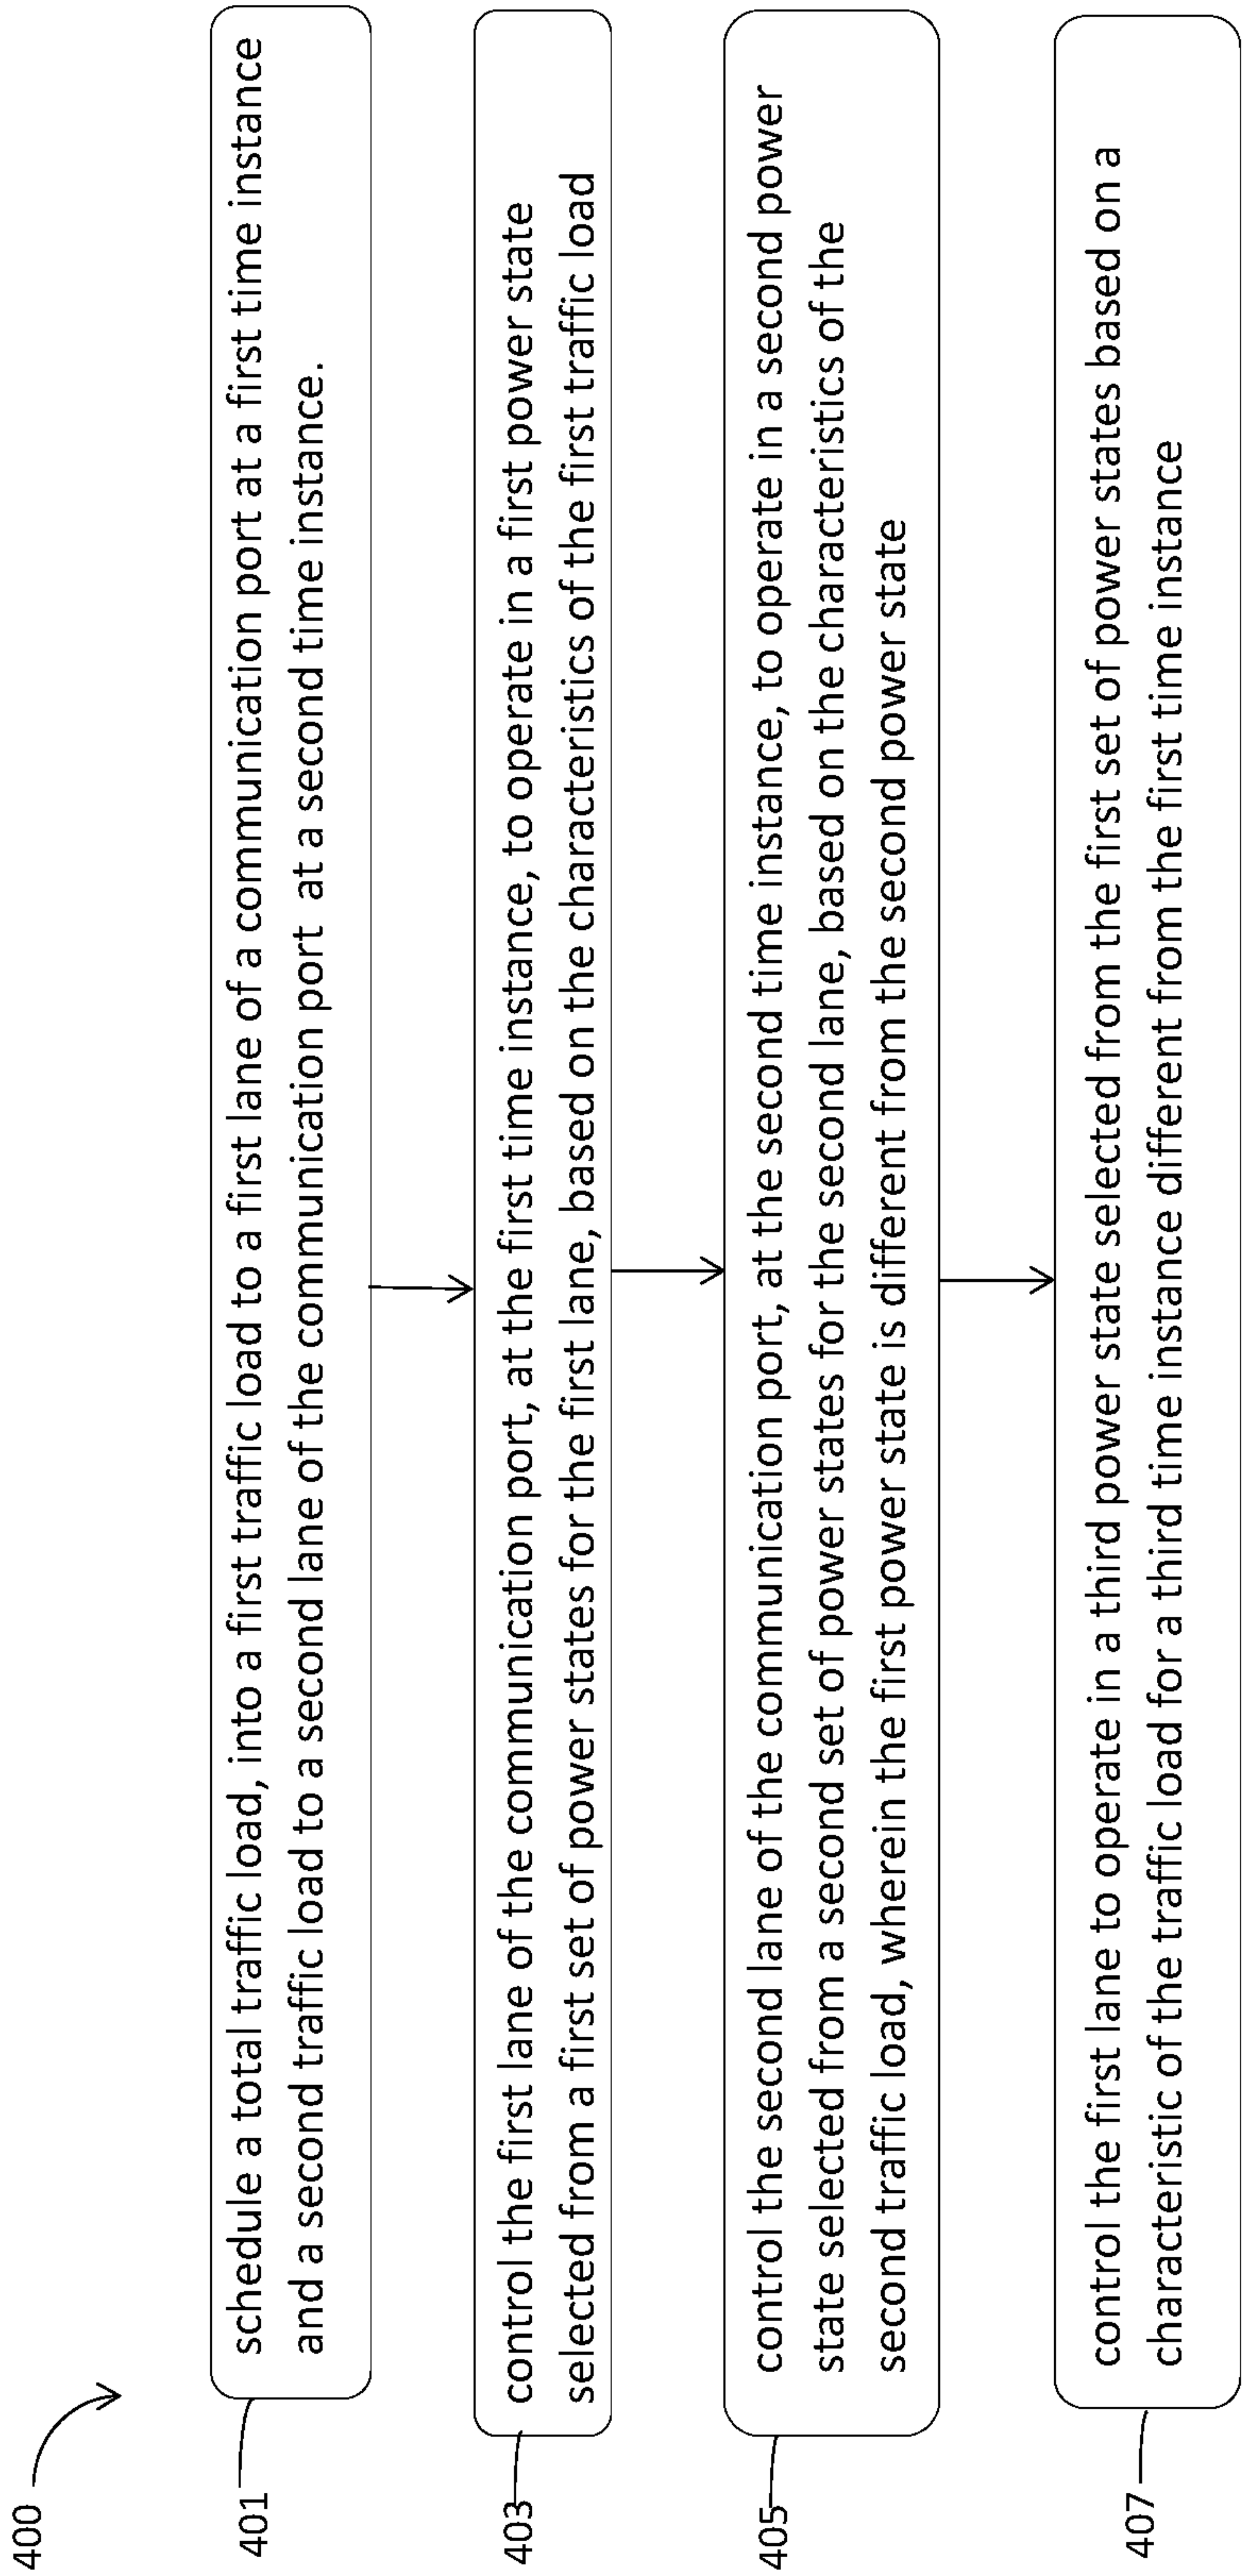 400
401
schedule a total traffic load, into a first traffic load to a first lane of a communication port at a first time instance
and a second traffic load to a second lane of the communication port at a second time instance.
403
control the first lane of the communication port, at the first time instance, to operate in a first power state
selected from a first set of power states for the first lane, based on the characteristics of the first traffic load
405
control the second lane of the communication port, at the second time instance, to operate in a second power
state selected from a second set of power states for the second lane, based on the characteristics of the
second traffic load, wherein the first power state is different from the second power state
407
control the first lane to operate in a third power state selected from the first set of power states based on a
characteristic of the traffic load for a third time instance different from the first time instance